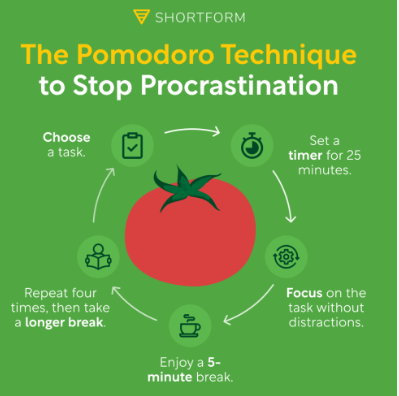 SHORTFORM
The Pomodoro Technique
to Stop Procrastination
Choose
a task.
Set a
timer for 25
minutes.
Focus on the
task without
distractions.
Enjoy a 5-
minute break.
Repeat four
times, then take
a longer break.